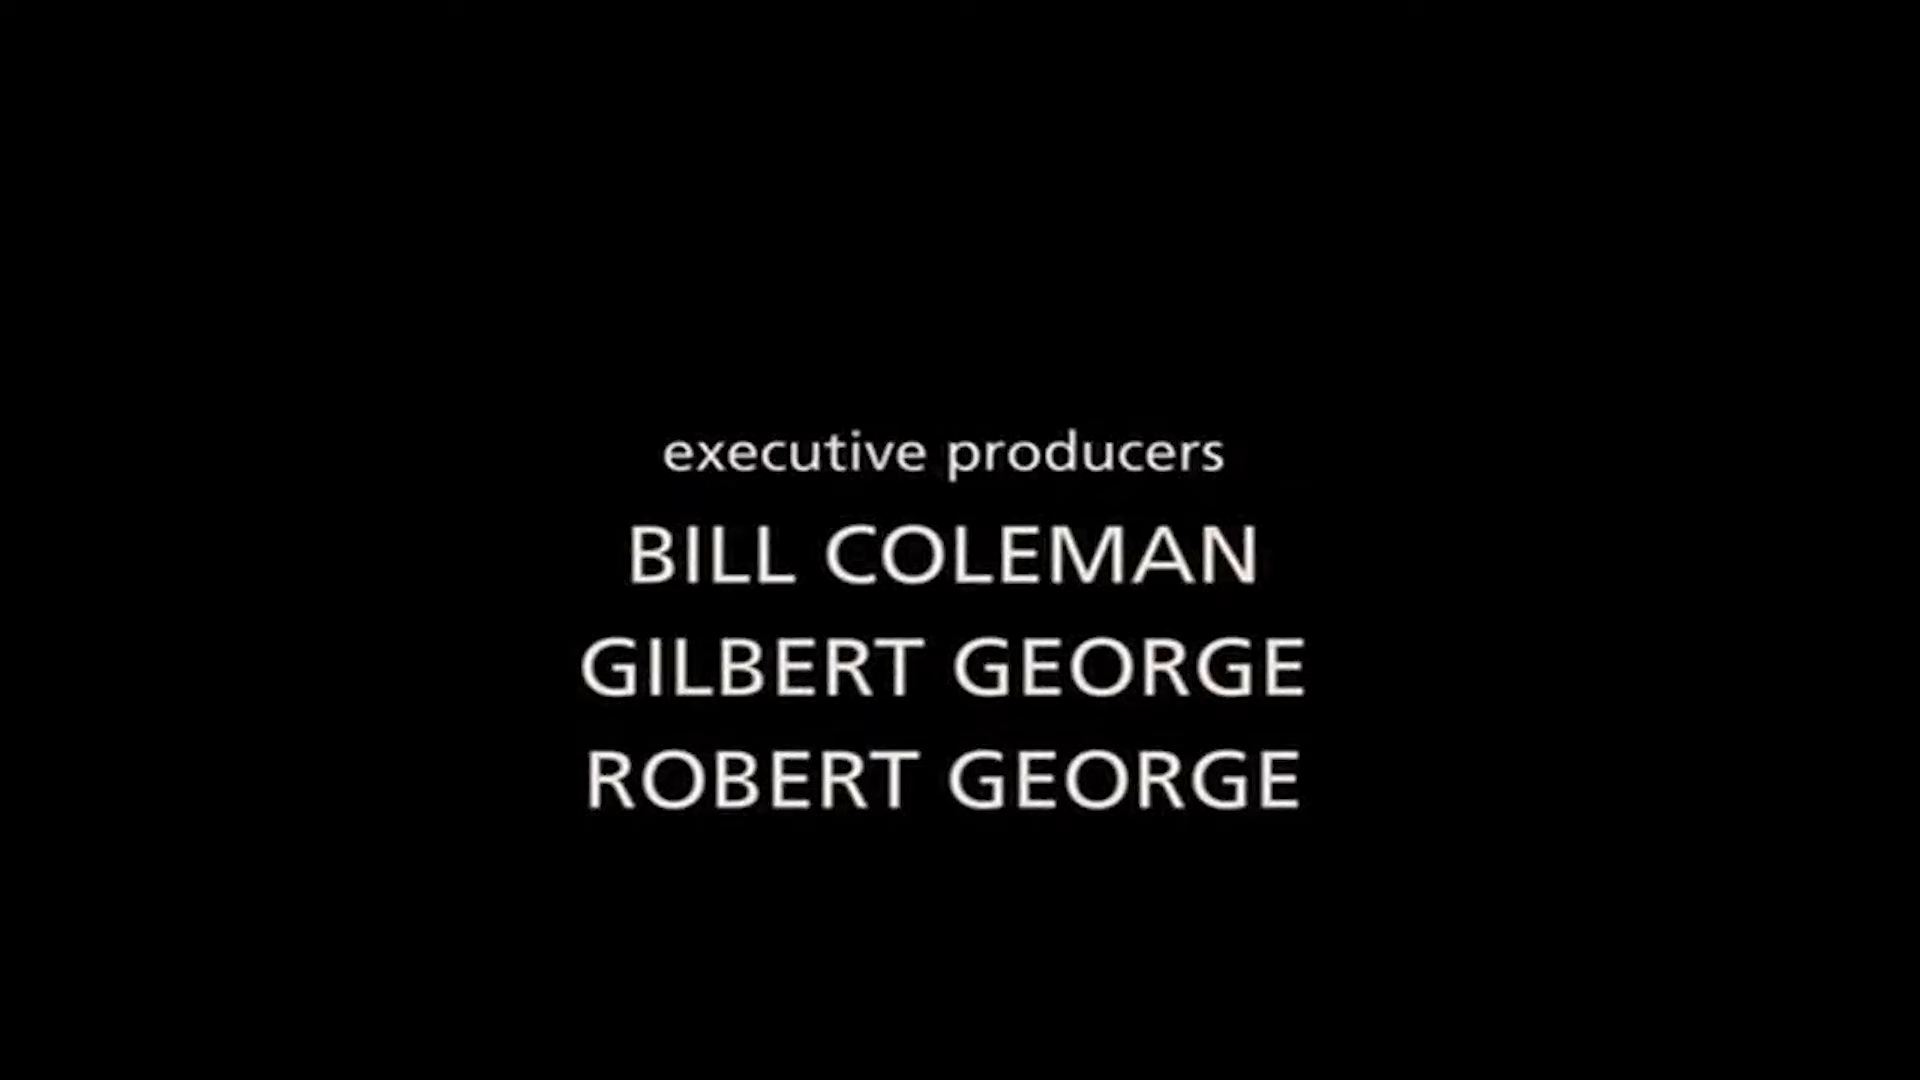 executive producers
BILL COLEMAN
GILBERT GEORGE
ROBERT GEORGE